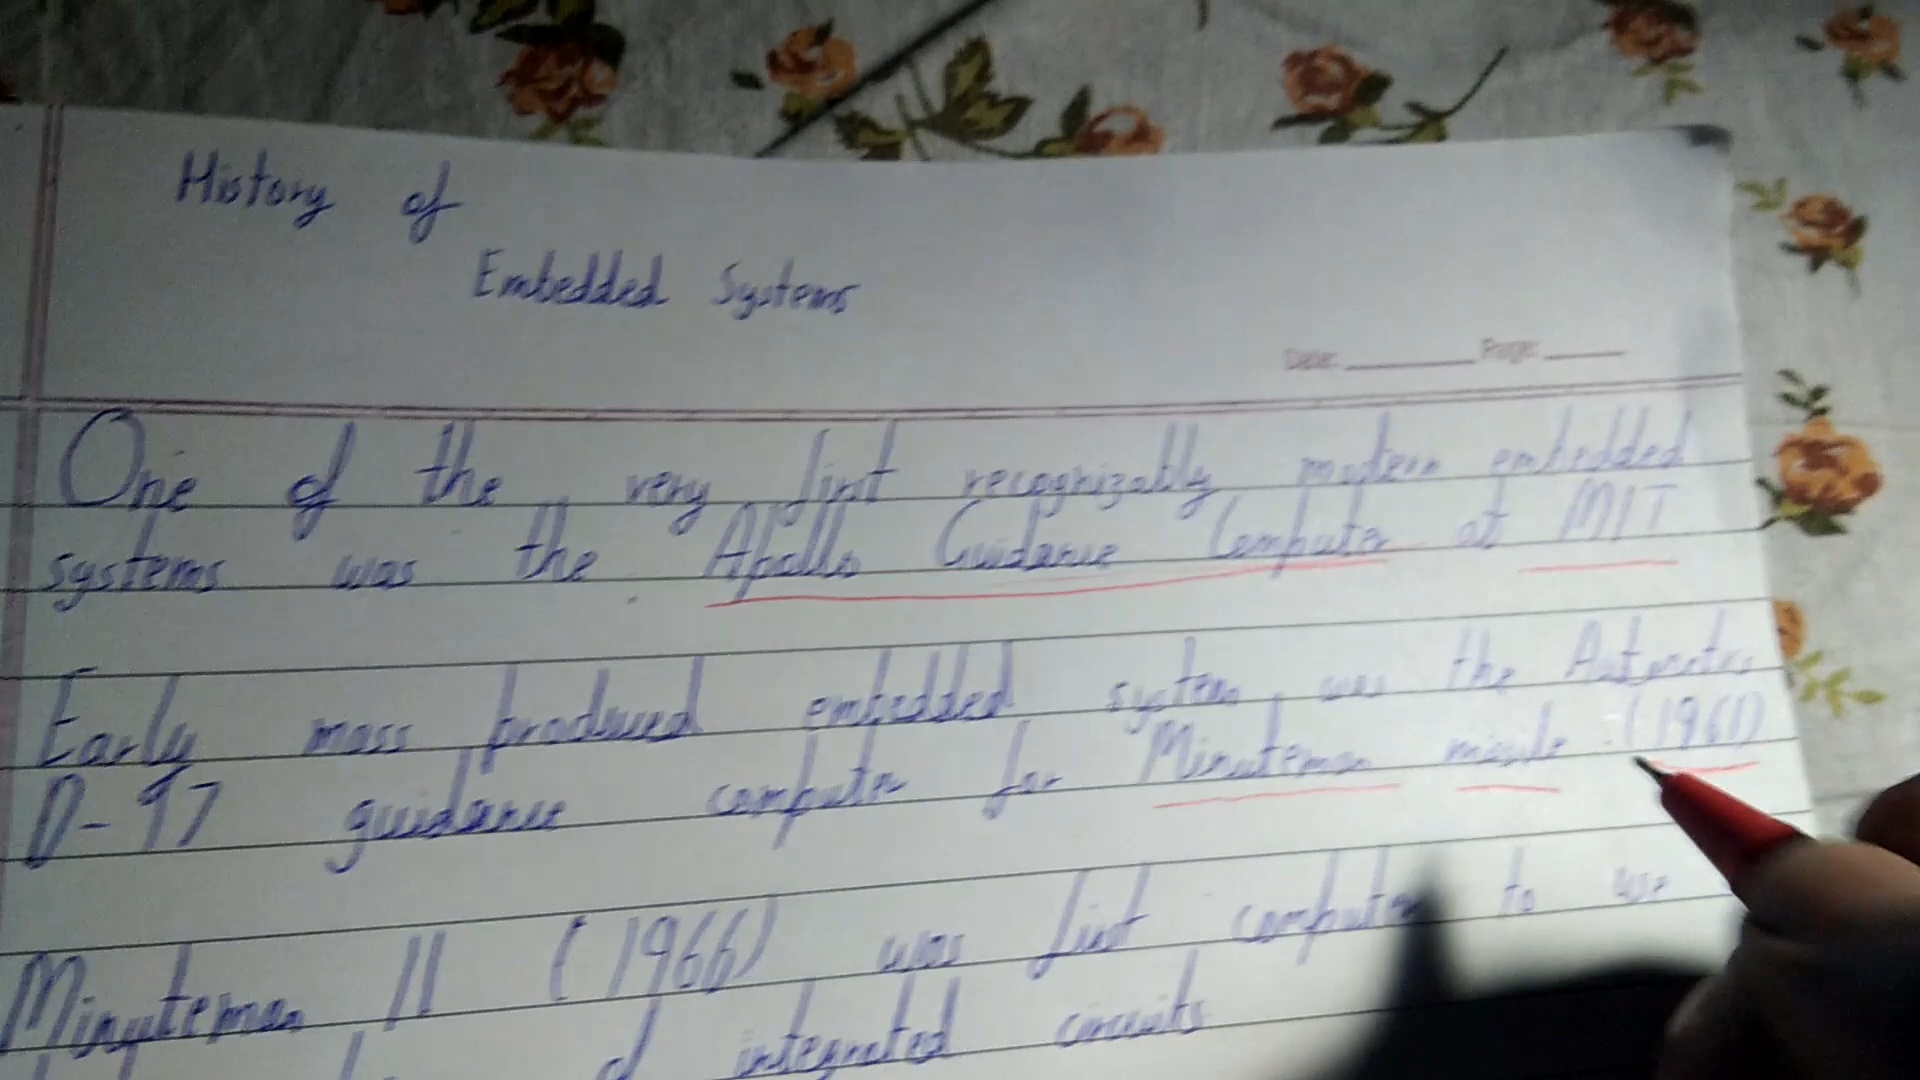 History of
Embedded Systems
Date: Page:
One of the very first recognizably modern embedded
systems was the Apollo Guidance Computer at MIT
Early mass produced embedded system was the
D-17 guidance computer for Minuteman missile (1961)
Minuteman II (1966) was first computer to use
of integrated circuits